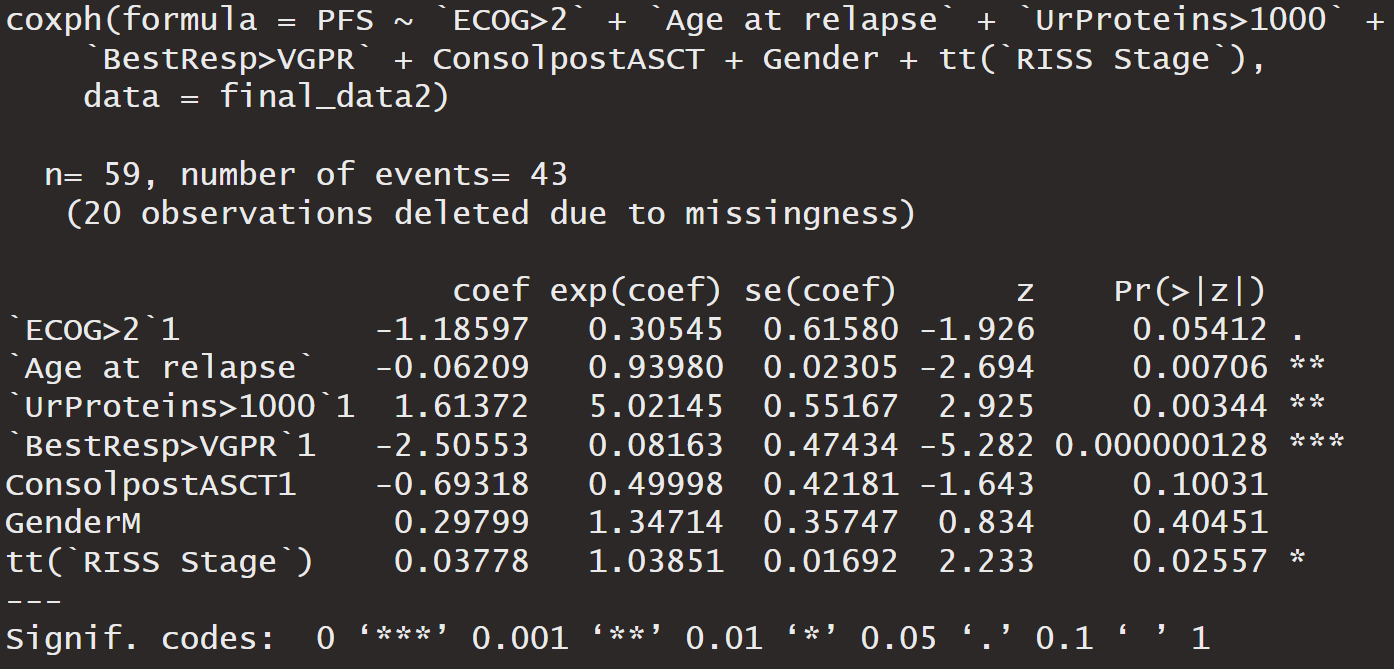 coxph(formula = PFS ~ `ECOG>2` + `Age at relapse` + `UrProteins>1000` +
    `BestResp>VGPR` + ConsolpostASCT + Gender + tt(`RISS Stage`),
    data = final_data2)

  n= 59, number of events= 43
   (20 observations deleted due to missingness)

                       coef exp(coef) se(coef)      z    Pr(>|z|)
`ECOG>2`1          -1.18597   0.30545  0.61580 -1.926     0.05412 .
`Age at relapse`   -0.06209   0.93980  0.02305 -2.694     0.00706 **
`UrProteins>1000`1  1.61372   5.02145  0.55167  2.925     0.00344 **
`BestResp>VGPR`1   -2.50553   0.08163  0.47434 -5.282 0.000000128 ***
ConsolpostASCT1    -0.69318   0.49998  0.42181 -1.643     0.10031
GenderM             0.29799   1.34714  0.35747  0.834     0.40451
tt(`RISS Stage`)    0.03778   1.03851  0.01692  2.233     0.02557 *
---
Signif. codes:  0 ‘***’ 0.001 ‘**’ 0.01 ‘*’ 0.05 ‘.’ 0.1 ‘ ’ 1